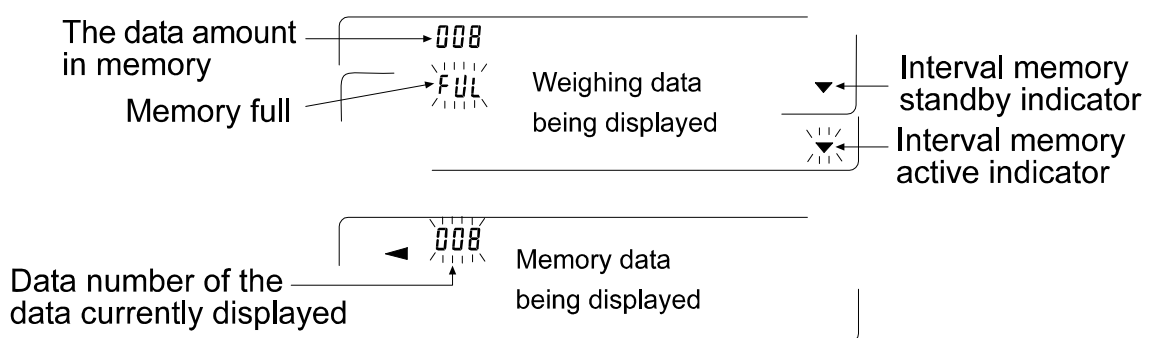 The data amount
in memory
008
FUL
Memory full
Weighing data
being displayed
Interval memory
standby indicator
Interval memory
active indicator
008
Memory data
being displayed
Data number of the
data currently displayed